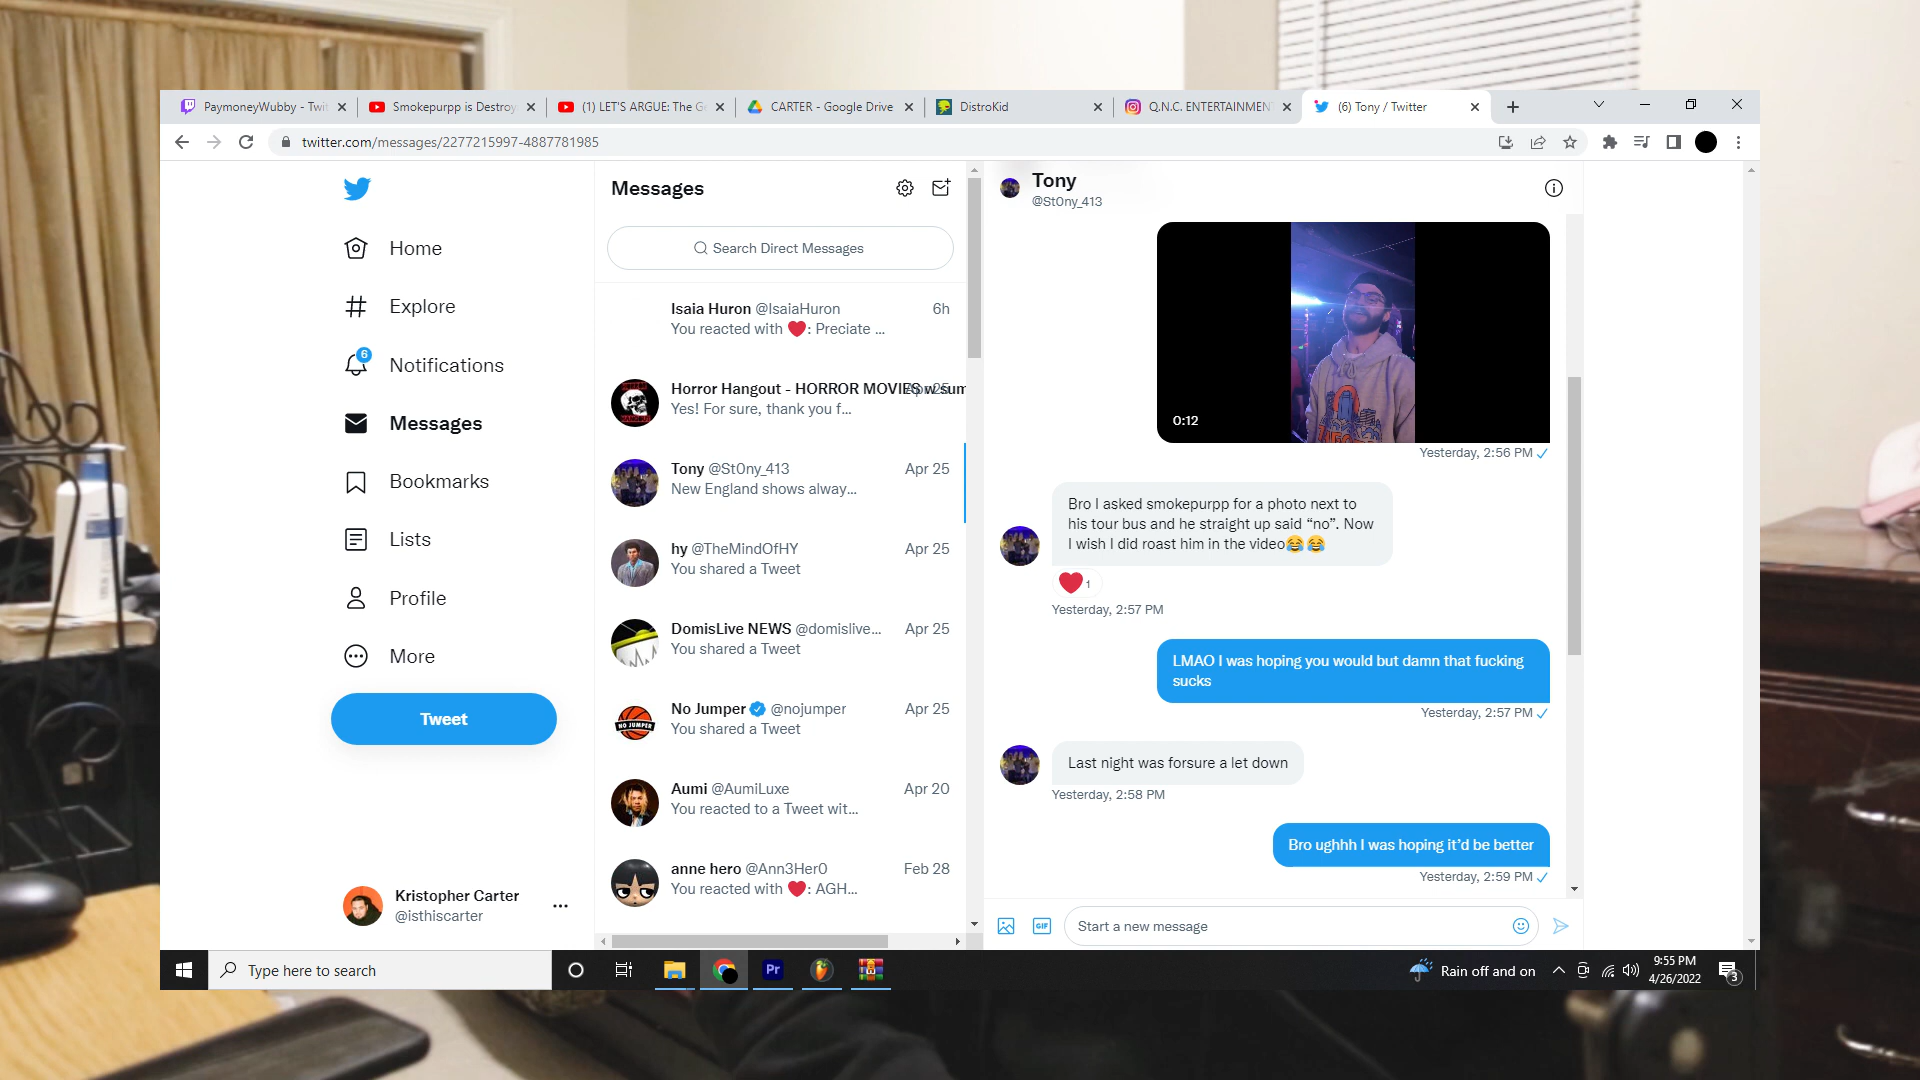 PaymoneyWubby - Twi
Smokepurpp is Destroy
(1) LET'S ARGUE: The G
CARTER - Google Drive
DistroKid
Q.N.C. ENTERTAINMEN
(6) Tony / Twitter
twitter.com/messages/2277215997-4887781985
Home
Explore
6
Notifications
Messages
Bookmarks
Lists
Profile
More
Tweet
Kristopher Carter
@isthiscarter
Messages
Search Direct Messages
Isaia Huron @IsaiaHuron 6h
You reacted with ❤️: Preciate ...
Horror Hangout - HORROR MOVIES w sum Apr 25
Yes! For sure, thank you f...
Tony @St0ny_413 Apr 25
New England shows alway...
hy @TheMindOfHY Apr 25
You shared a Tweet
DomisLive NEWS @domislive... Apr 25
You shared a Tweet
No Jumper @nojumper Apr 25
You shared a Tweet
NO JUMPER
Aumi @AumiLuxe Apr 20
You reacted to a Tweet wit...
anne hero @Ann3Her0 Feb 28
You reacted with ❤️: AGH...
Tony
@St0ny_413
0:12
Yesterday, 2:56 PM
Bro I asked smokepurpp for a photo next to
his tour bus and he straight up said “no”. Now
I wish I did roast him in the video😂😂
❤️ 1
Yesterday, 2:57 PM
LMAO I was hoping you would but damn that fucking
sucks
Yesterday, 2:57 PM
Last night was forsure a let down
Yesterday, 2:58 PM
Bro ughhh I was hoping it’d be better
Yesterday, 2:59 PM
GIF
Start a new message
Type here to search
Pr
Rain off and on
9:55 PM
4/26/2022
3